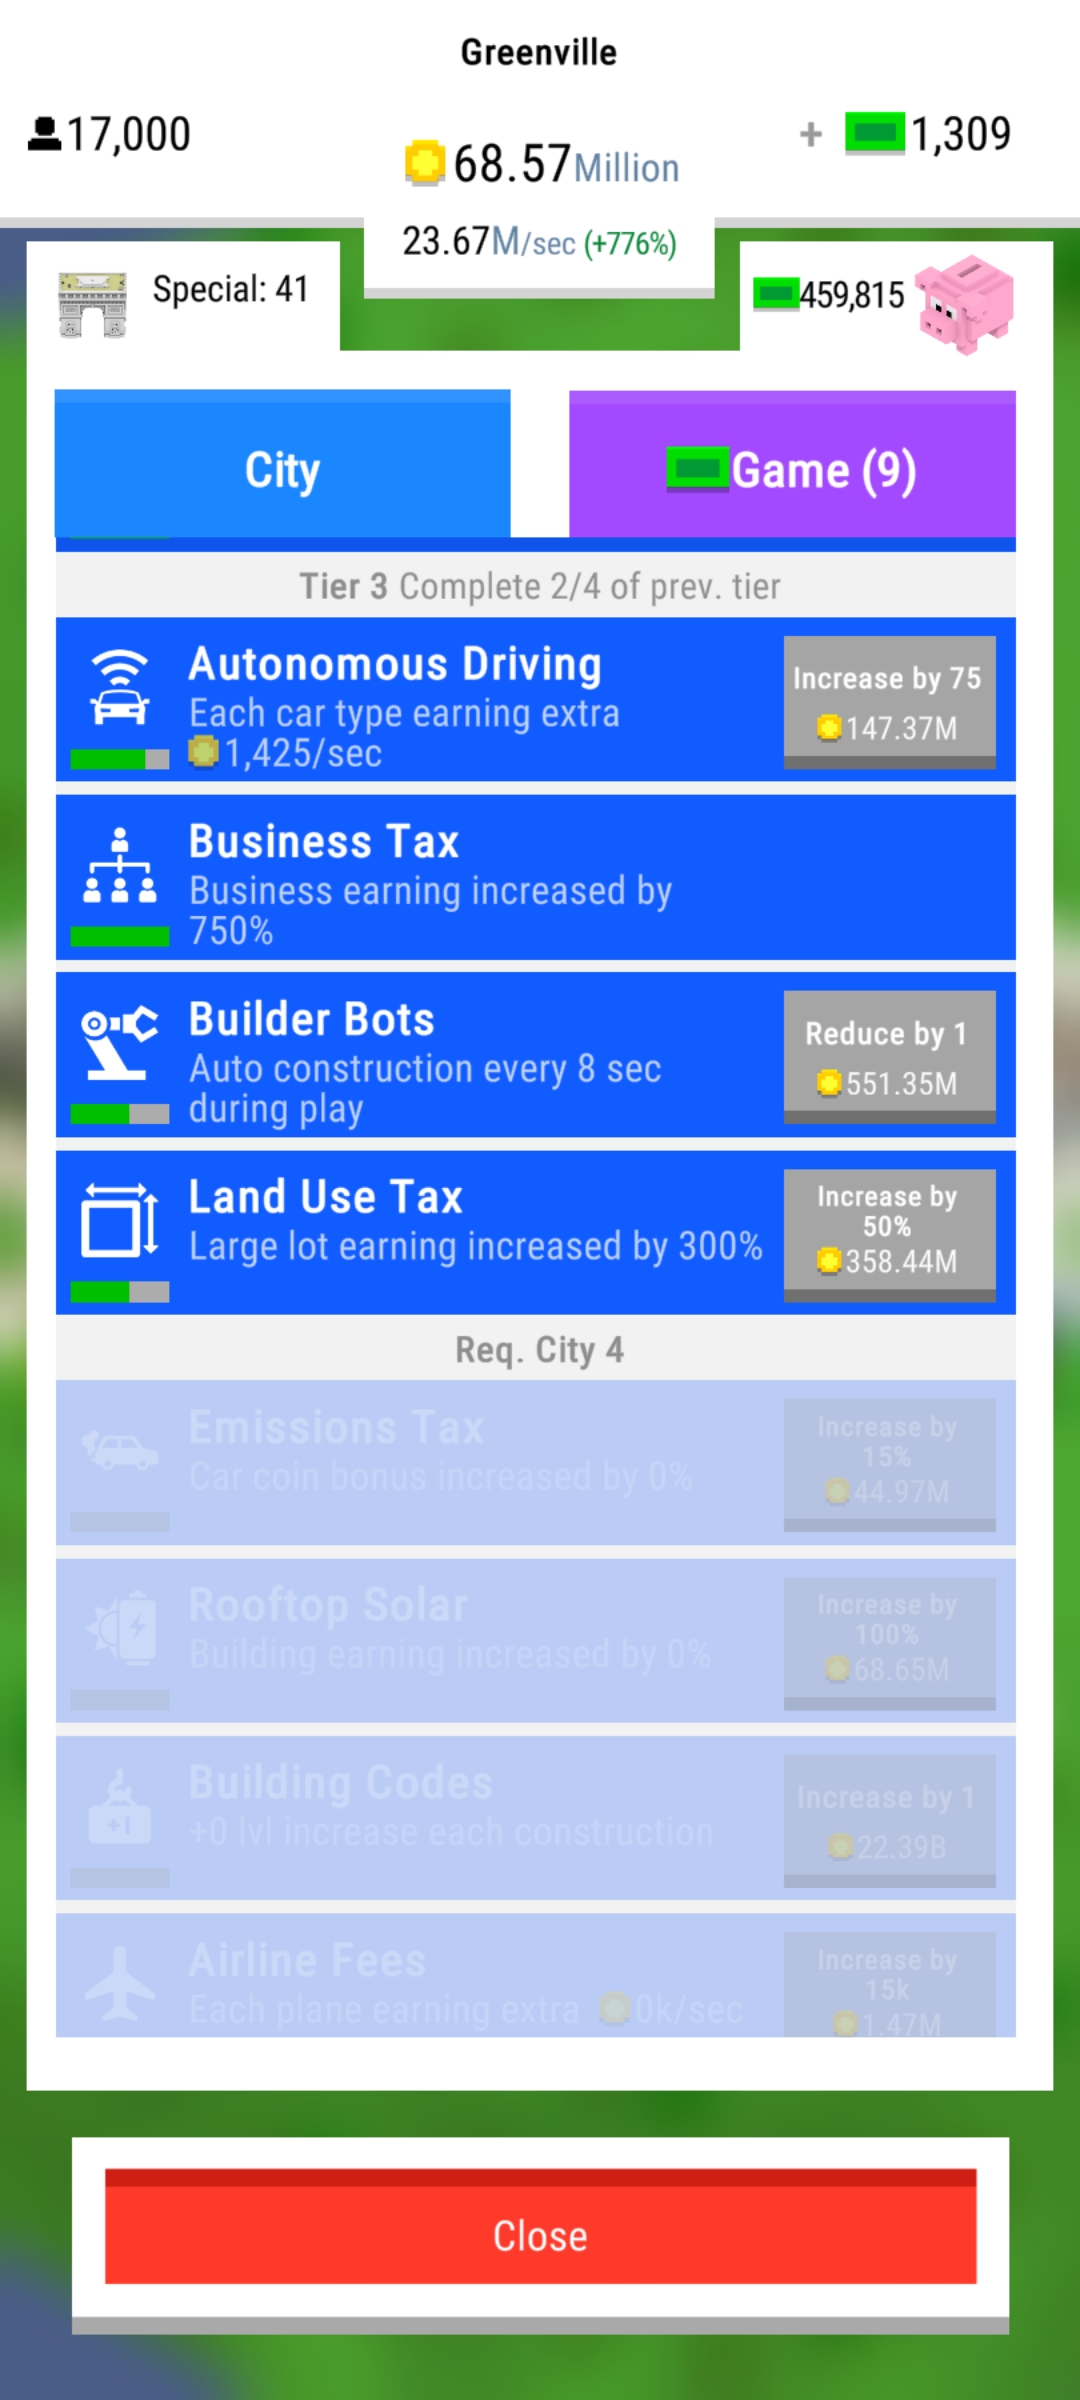 Greenville
17,000
68.57 Million
+ 1,309
23.67M/sec (+776%)
Special: 41
459,815
City
Game (9)
Tier 3 Complete 2/4 of prev. tier
Autonomous Driving
Each car type earning extra
1,425/sec
Increase by 75
147.37M
Business Tax
Business earning increased by
750%
Builder Bots
Auto construction every 8 sec
during play
Reduce by 1
551.35M
Land Use Tax
Large lot earning increased by 300%
Increase by
50%
358.44M
Req. City 4
Emissions Tax
Car coin bonus increased by 0%
Increase by
15%
44.97M
Rooftop Solar
Building earning increased by 0%
Increase by
100%
68.65M
Building Codes
+0 lvl increase each construction
+1
Increase by 1
22.39B
Airline Fees
Each plane earning extra 0k/sec
Increase by
15k
1.47M
Close